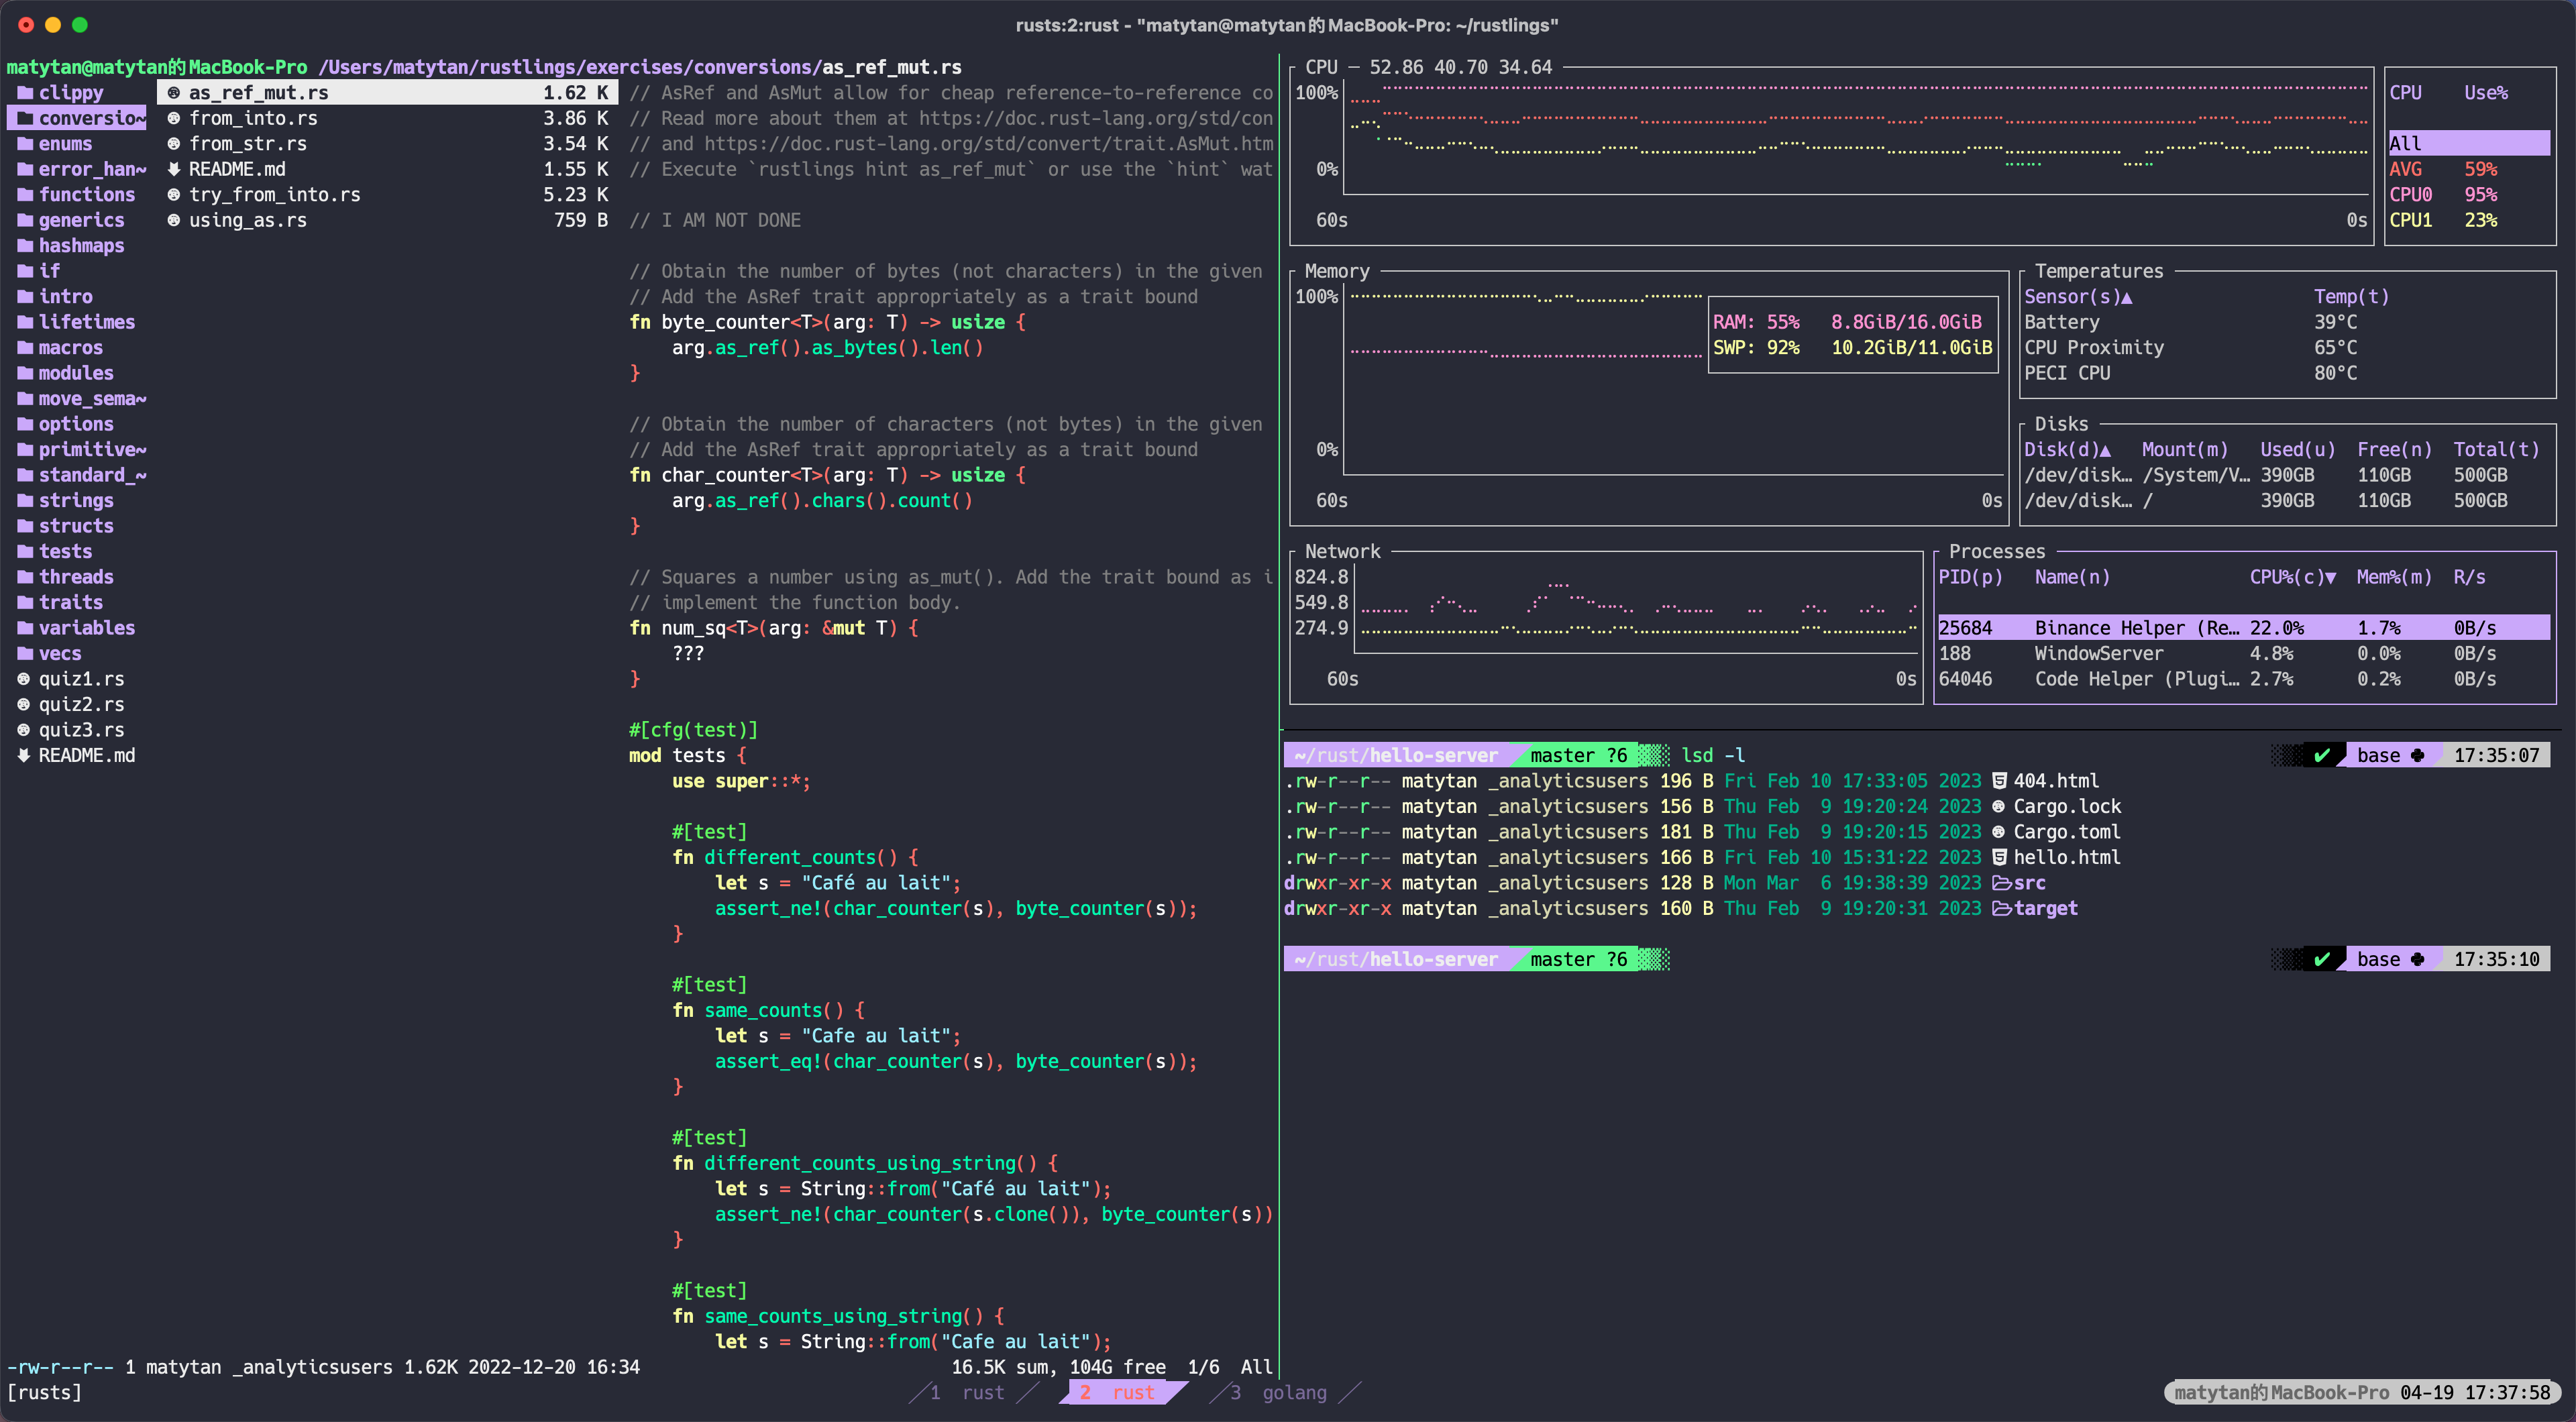 rusts:2:rust - "matytan@matytan的MacBook-Pro: ~/rustlings"
matytan@matytan的MacBook-Pro /Users/matytan/rustlings/exercises/conversions/as_ref_mut.rs
clippy
conversio~
enums
error_han~
functions
generics
hashmaps
if
intro
lifetimes
macros
modules
move_sema~
options
primitive~
standard_~
strings
structs
tests
threads
traits
variables
vecs
quiz1.rs
quiz2.rs
quiz3.rs
README.md
as_ref_mut.rs 1.62 K
from_into.rs 3.86 K
from_str.rs 3.54 K
README.md 1.55 K
try_from_into.rs 5.23 K
using_as.rs 759 B
// AsRef and AsMut allow for cheap reference-to-reference co
// Read more about them at https://doc.rust-lang.org/std/con
// and https://doc.rust-lang.org/std/convert/trait.AsMut.htm
// Execute `rustlings hint as_ref_mut` or use the `hint` wat
// I AM NOT DONE
// Obtain the number of bytes (not characters) in the given
// Add the AsRef trait appropriately as a trait bound
fn byte_counter<T>(arg: T) -> usize {
arg.as_ref().as_bytes().len()
}
// Obtain the number of characters (not bytes) in the given
// Add the AsRef trait appropriately as a trait bound
fn char_counter<T>(arg: T) -> usize {
arg.as_ref().chars().count()
}
// Squares a number using as_mut(). Add the trait bound as i
// implement the function body.
fn num_sq<T>(arg: &mut T) {
???
}
#[cfg(test)]
mod tests {
use super::*;
#[test]
fn different_counts() {
let s = "Café au lait";
assert_ne!(char_counter(s), byte_counter(s));
}
#[test]
fn same_counts() {
let s = "Cafe au lait";
assert_eq!(char_counter(s), byte_counter(s));
}
#[test]
fn different_counts_using_string() {
let s = String::from("Café au lait");
assert_ne!(char_counter(s.clone()), byte_counter(s))
}
#[test]
fn same_counts_using_string() {
let s = String::from("Cafe au lait");
-rw-r--r-- 1 matytan _analyticsusers 1.62K 2022-12-20 16:34 16.5K sum, 104G free 1/6 All
CPU — 52.86 40.70 34.64
100%
0%
60s 0s
CPU Use%
All
AVG 59%
CPU0 95%
CPU1 23%
Memory
100%
RAM: 55% 8.8GiB/16.0GiB
SWP: 92% 10.2GiB/11.0GiB
0%
60s 0s
Temperatures
Sensor(s)▲ Temp(t)
Battery 39°C
CPU Proximity 65°C
PECI CPU 80°C
Disks
Disk(d)▲ Mount(m) Used(u) Free(n) Total(t)
/dev/disk… /System/V… 390GB 110GB 500GB
/dev/disk… / 390GB 110GB 500GB
Network
824.8
549.8
274.9
60s 0s
Processes
PID(p) Name(n) CPU%(c)▼ Mem%(m) R/s
25684 Binance Helper (Re… 22.0% 1.7% 0B/s
188 WindowServer 4.8% 0.0% 0B/s
64046 Code Helper (Plugi… 2.7% 0.2% 0B/s
~/rust/hello-server master ?6 lsd -l ✔ base 17:35:07
.rw-r--r-- matytan _analyticsusers 196 B Fri Feb 10 17:33:05 2023 404.html
.rw-r--r-- matytan _analyticsusers 156 B Thu Feb 9 19:20:24 2023 Cargo.lock
.rw-r--r-- matytan _analyticsusers 181 B Thu Feb 9 19:20:15 2023 Cargo.toml
.rw-r--r-- matytan _analyticsusers 166 B Fri Feb 10 15:31:22 2023 hello.html
drwxr-xr-x matytan _analyticsusers 128 B Mon Mar 6 19:38:39 2023 src
drwxr-xr-x matytan _analyticsusers 160 B Thu Feb 9 19:20:31 2023 target
~/rust/hello-server master ?6 ✔ base 17:35:10
[rusts] 1 rust 2 rust 3 golang matytan的MacBook-Pro 04-19 17:37:58